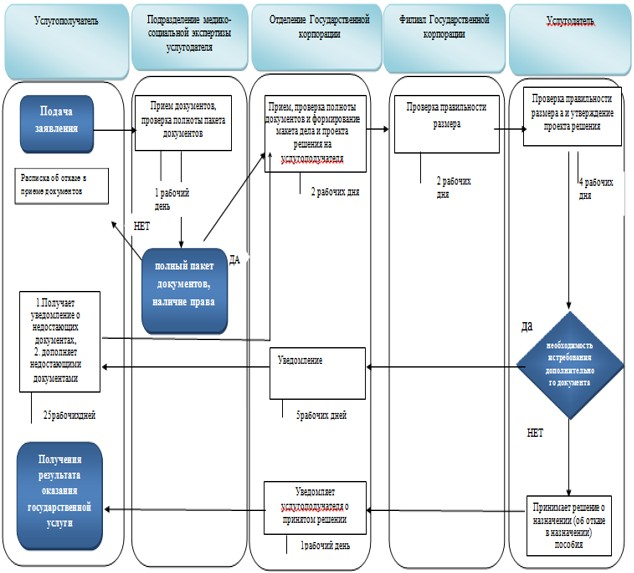 Услугополучатель
Подразделение медико-
социальной экспертизы
услугодателя
Отделение Государственной
корпорации
Филиал Государственной
корпорации
Услугодатель
Подача
заявления
Прием документов,
проверка полноты пакета
документов
Прием, проверка полноты
документов и формирование
макета дела и проекта
решения на
услугополучателя
Проверка правильности
размера
Проверка правильности
размера а и утверждение
проекта решения
Расписка об отказе в
приеме документов
1 рабочий
день
2 рабочих дня
2 рабочих
дня
4 рабочих
дня
НЕТ
ДА
полный пакет
документов,
наличие права
1.Получает
уведомление о
недостающих
документах,
2. дополняет
недостающими
документами
25рабочихдней
Уведомление
5рабочих дней
да
необходимость
истребования
дополнительно
го документа
НЕТ
Получения
результата
оказания
государственной
услуги
Уведомляет
услугополучателя о
принятом решении
1рабочий день
Принимает решение о
назначении (об отказе
в назначении)
пособия